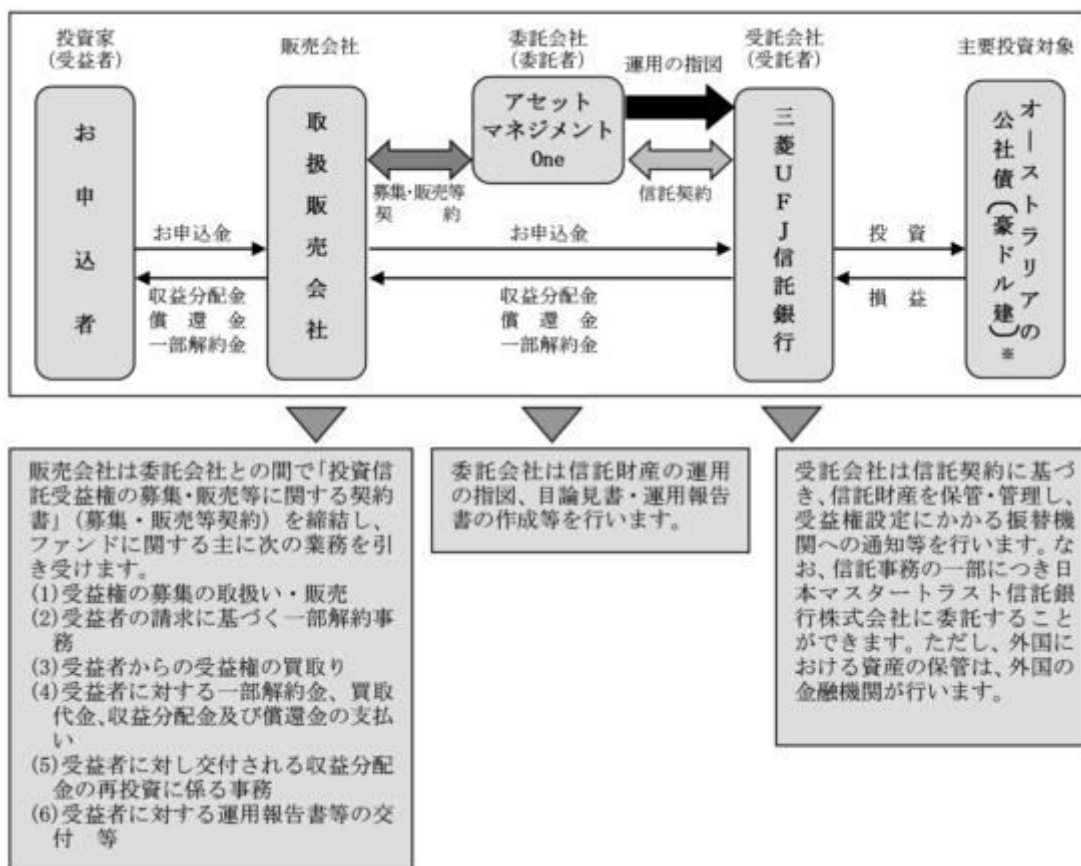 投資家
(受益者)
販売会社
委託会社
(委託者)
受託会社
(受託者)
主要投資対象
お申込者
取扱販売会社
アセット
マネジメント
One
運用の指図
三菱UFJ信託銀行
オーストラリアの
公社債(豪ドル建)※
募集・販売等
契約
信託契約
お申込金
収益分配金
償還金
一部解約金
お申込金
収益分配金
償還金
一部解約金
投資
損益
販売会社は委託会社との間で「投資信
託受益権の募集・販売等に関する契約
書」(募集・販売等契約)を締結し、
ファンドに関する主に次の業務を引
き受けます。
(1)受益権の募集の取扱い・販売
(2)受益者の請求に基づく一部解約事
務
(3)受益者からの受益権の買取り
(4)受益者に対する一部解約金、買取
代金、収益分配金及び償還金の支払
い
(5)受益者に対し交付される収益分配
金の再投資に係る事務
(6)受益者に対する運用報告書等の交
付 等
委託会社は信託財産の運用
の指図、目論見書・運用報告
書の作成等を行います。
受託会社は信託契約に基づ
き、信託財産を保管・管理し、
受益権設定にかかる振替機
関への通知等を行います。な
お、信託事務の一部につき日
本マスタートラスト信託銀
行株式会社に委託すること
ができます。ただし、外国に
おける資産の保管は、外国の
金融機関が行います。